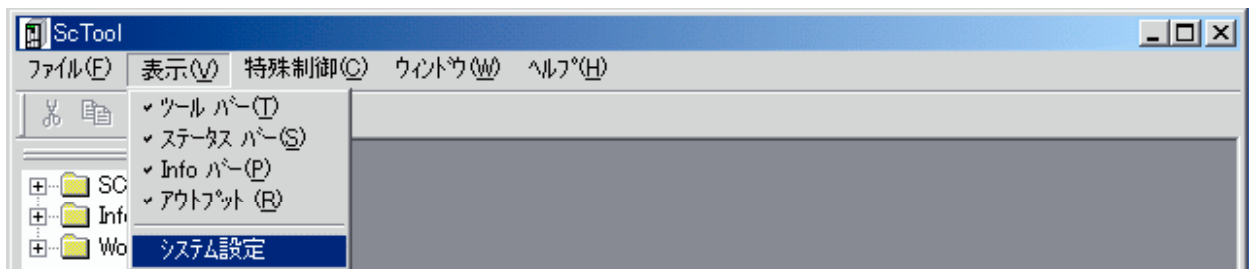 ScTool
ファイル(F) 表示(V) 特殊制御(C) ウィンドウ(W) ヘルプ(H)
ツール バー(T)
ステータス バー(S)
Info バー(P)
アウトプット (R)
SC
Info
Wo
システム設定